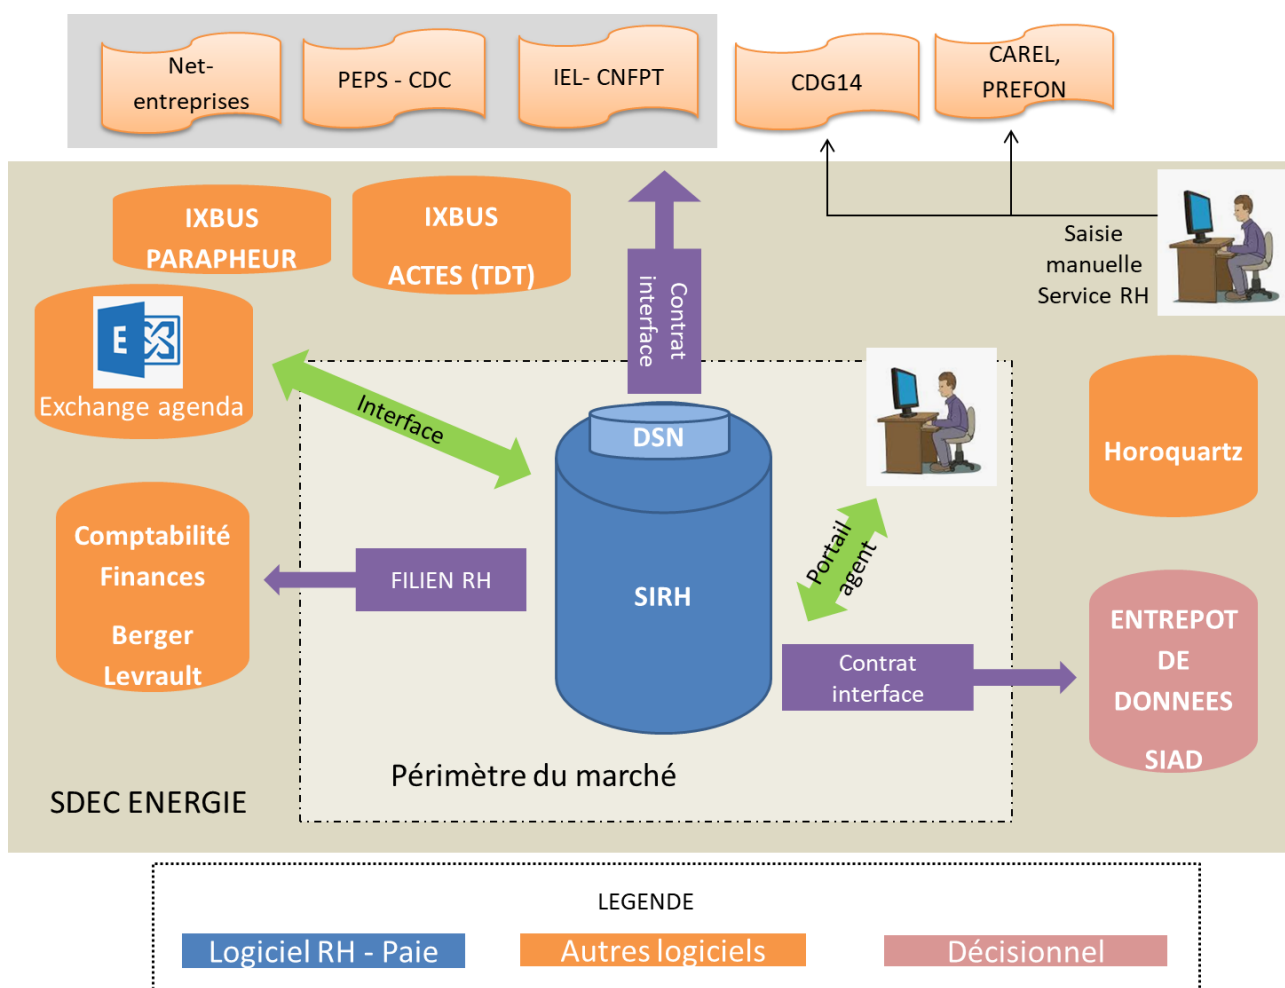 Net-
entreprises
PEPS - CDC
IEL- CNFPT
CDG14
CAREL,
PREFON
IXBUS
PARAPHEUR
IXBUS
ACTES (TDT)
Saisie
manuelle
Service RH
Contrat
interface
E
Exchange agenda
Interface
DSN
Horoquartz
Comptabilité
Finances
Berger
Levrault
FILIEN RH
SIRH
Portail
agent
Contrat
interface
ENTREPOT
DE
DONNEES
SIAD
Périmètre du marché
SDEC ENERGIE
LEGENDE
Logiciel RH - Paie
Autres logiciels
Décisionnel